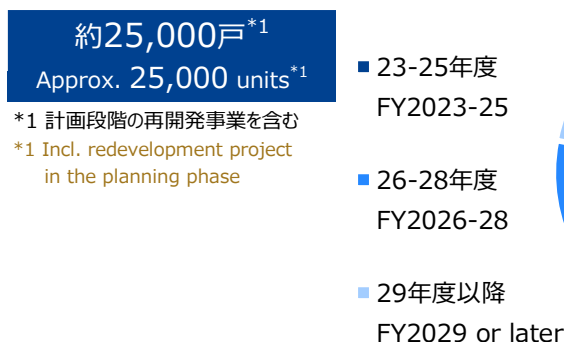 約25,000戸*1
Approx. 25,000 units*1
*1 計画段階の再開発事業を含む
*1 Incl. redevelopment project
in the planning phase
23-25年度
FY2023-25
26-28年度
FY2026-28
29年度以降
FY2029 or later